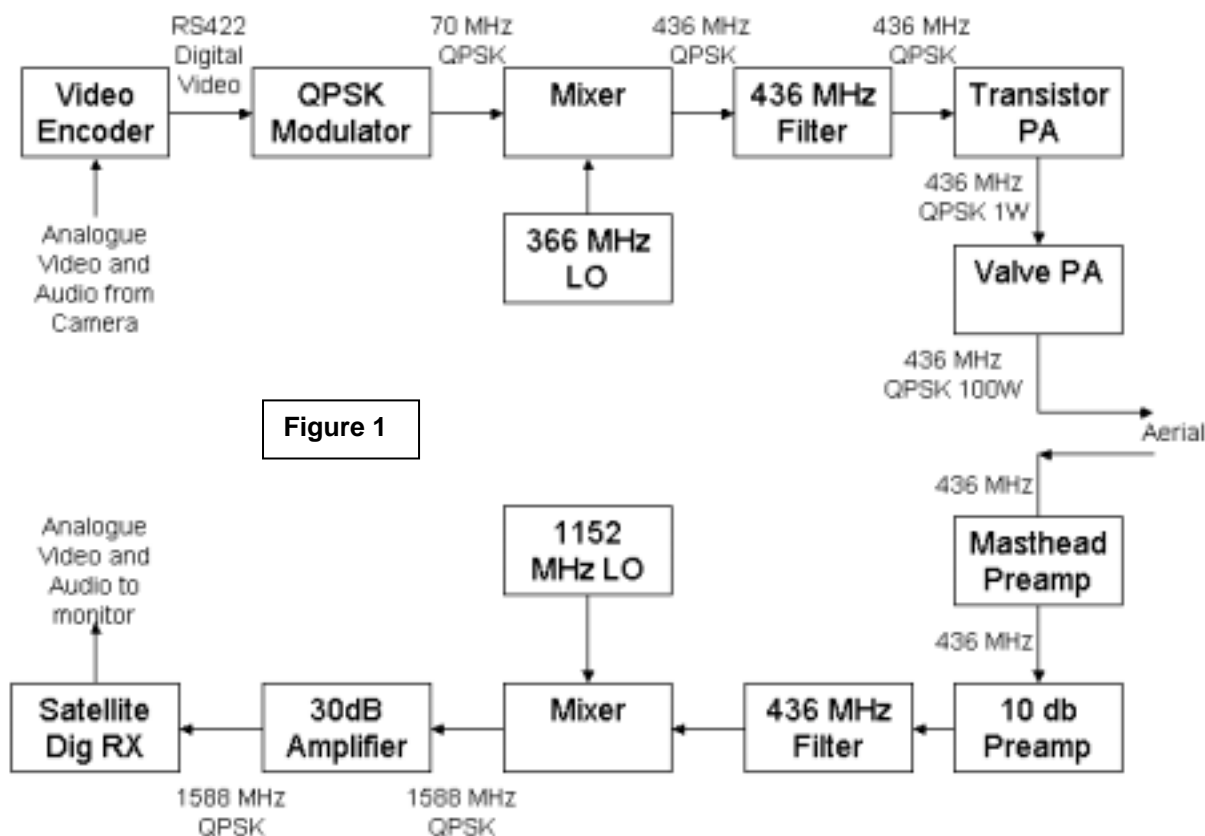 RS422
Digital
Video
70 MHz
QPSK
436 MHz
QPSK
436 MHz
QPSK
Video
Encoder
QPSK
Modulator
Mixer
436 MHz
Filter
Transistor
PA
436 MHz
QPSK 1W
Analogue
Video and
Audio from
Camera
366 MHz
LO
Valve PA
436 MHz
QPSK 100W
Figure 1
Aerial
436 MHz
Analogue
Video and
Audio to
monitor
1152
MHz LO
Masthead
Preamp
436 MHz
Satellite
Dig RX
30dB
Amplifier
Mixer
436 MHz
Filter
10 db
Preamp
1588 MHz
QPSK
1588 MHz
QPSK